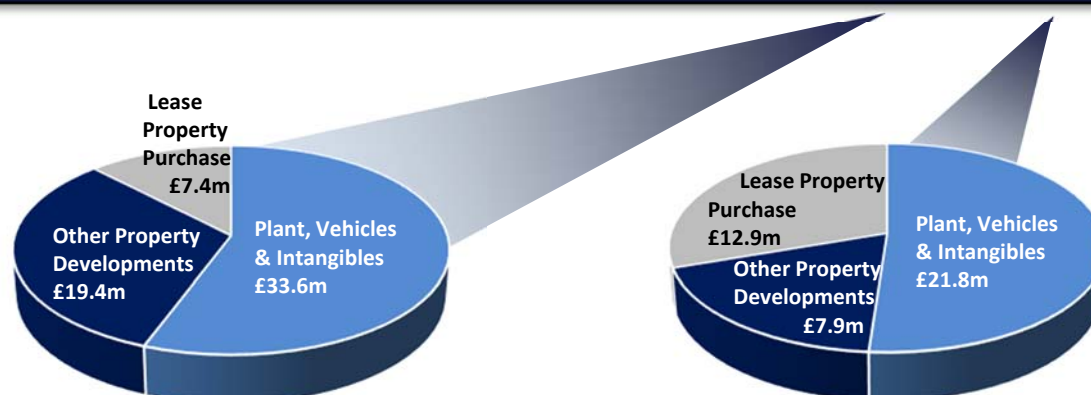 Lease
Property
Purchase
£7.4m
Other Property
Developments
£19.4m
Plant, Vehicles
& Intangibles
£33.6m
Lease Property
Purchase
£12.9m
Other Property
Developments
£7.9m
Plant, Vehicles
& Intangibles
£21.8m